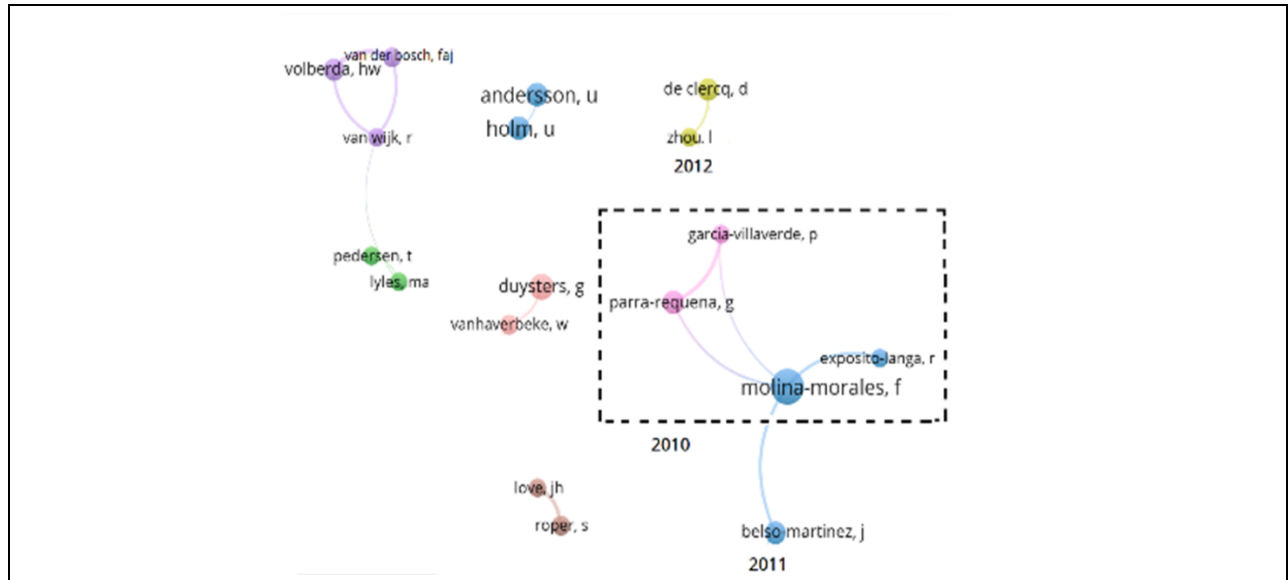 van der bosch, faj
volberda, hw
andersson, u
de clercq, d
holm, u
van wijk, r
zhou. l
2012
garcia-villaverde, p
pedersen, t
lyles, ma
duysters, g
parra-requena, g
vanhaverbeke, w
exposito-langa, r
molina-morales, f
2010
love, jh
roper, s
belso-martinez, j
2011